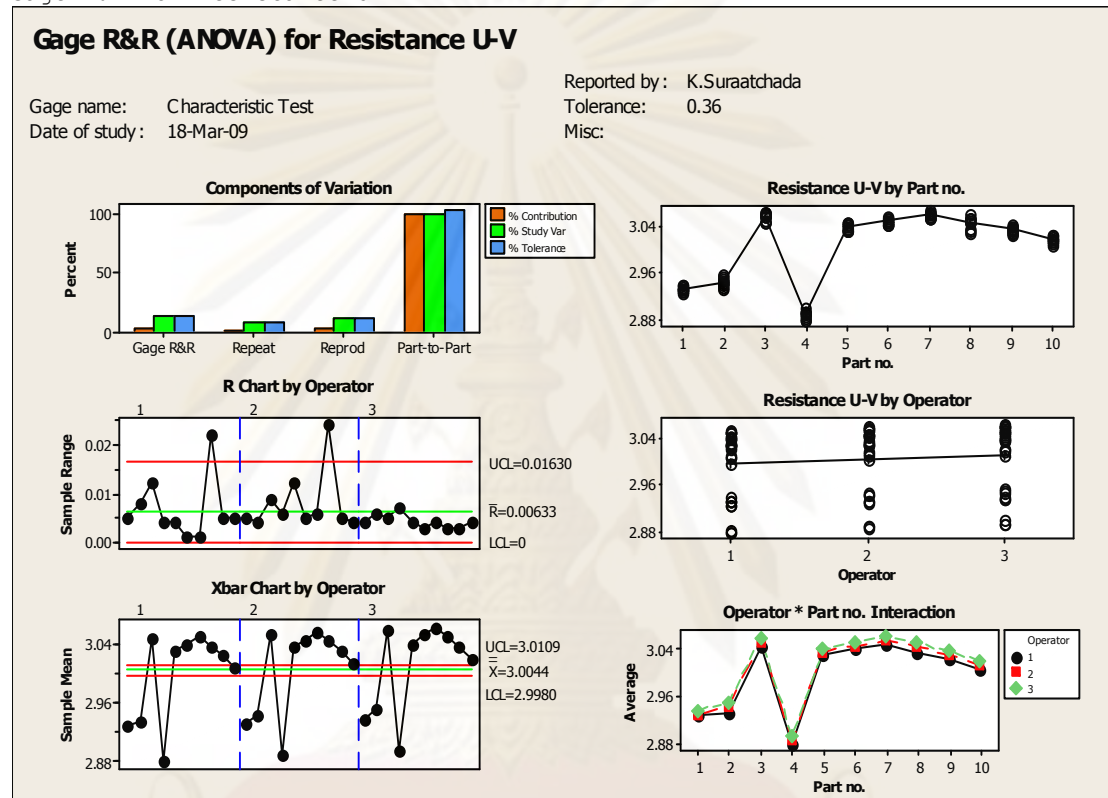 Gage R&R (ANOVA) for Resistance U-V
Reported by: K.Suraatchada
Gage name: Characteristic Test
Tolerance: 0.36
Date of study: 18-Mar-09
Misc:
Components of Variation
Percent
100
50
0
Gage R&R Repeat Reprod Part-to-Part
% Contribution
% Study Var
% Tolerance
Resistance U-V by Part no.
3.04
2.96
2.88
1 2 3 4 5 6 7 8 9 10
Part no.
R Chart by Operator
1 2 3
Sample Range
0.02
0.01
0.00
UCL=0.01630
R̄=0.00633
LCL=0
Resistance U-V by Operator
3.04
2.96
2.88
1 2 3
Operator
Xbar Chart by Operator
1 2 3
Sample Mean
3.04
2.96
2.88
UCL=3.0109
X̿=3.0044
LCL=2.9980
Operator * Part no. Interaction
Average
3.04
2.96
2.88
1 2 3 4 5 6 7 8 9 10
Part no.
Operator
1
2
3